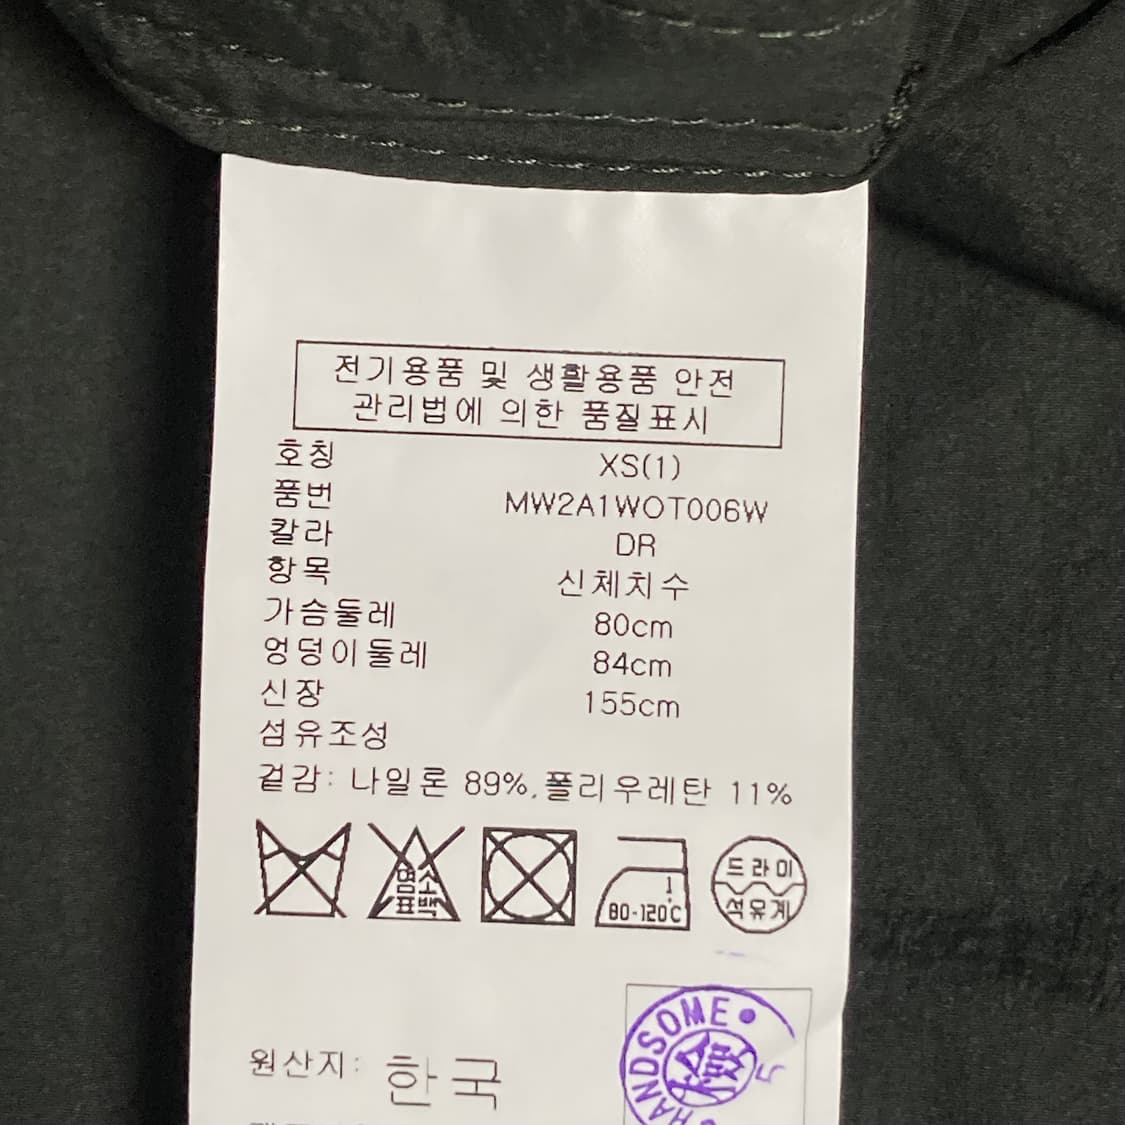 전기용품 및 생활용품 안전
관리법에 의한 품질표시
호칭 XS(1)
품번 MW2A1WOT006W
칼라 DR
항목 신체치수
가슴둘레 80cm
엉덩이둘레 84cm
신장 155cm
섬유조성
겉감: 나일론 89%,폴리우레탄 11%
염소
표백
1
80-120℃
드라이
석유계
원산지: 한국
HANDSOME